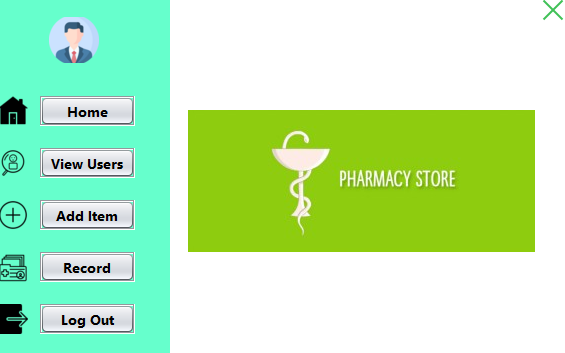 Home
View Users
Add Item
Record
Log Out
PHARMACY STORE